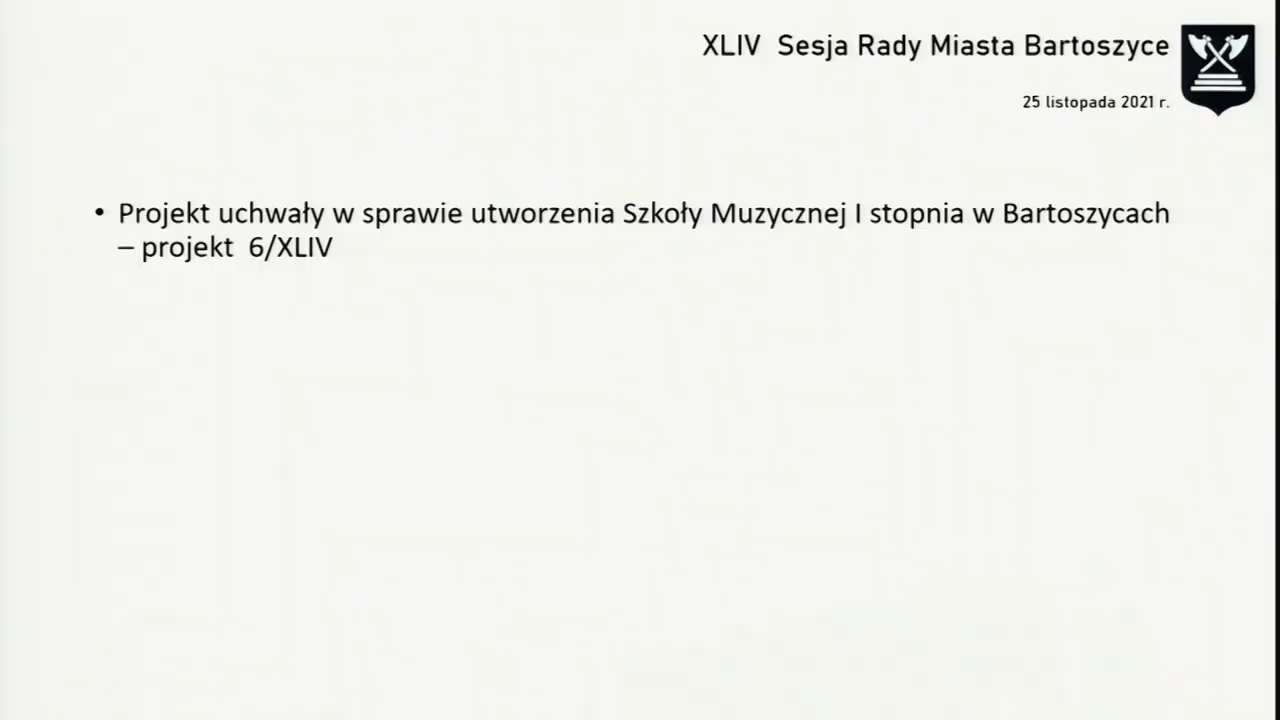 XLIV Sesja Rady Miasta Bartoszyce
25 listopada 2021 r.
• Projekt uchwały w sprawie utworzenia Szkoły Muzycznej I stopnia w Bartoszycach
– projekt 6/XLIV